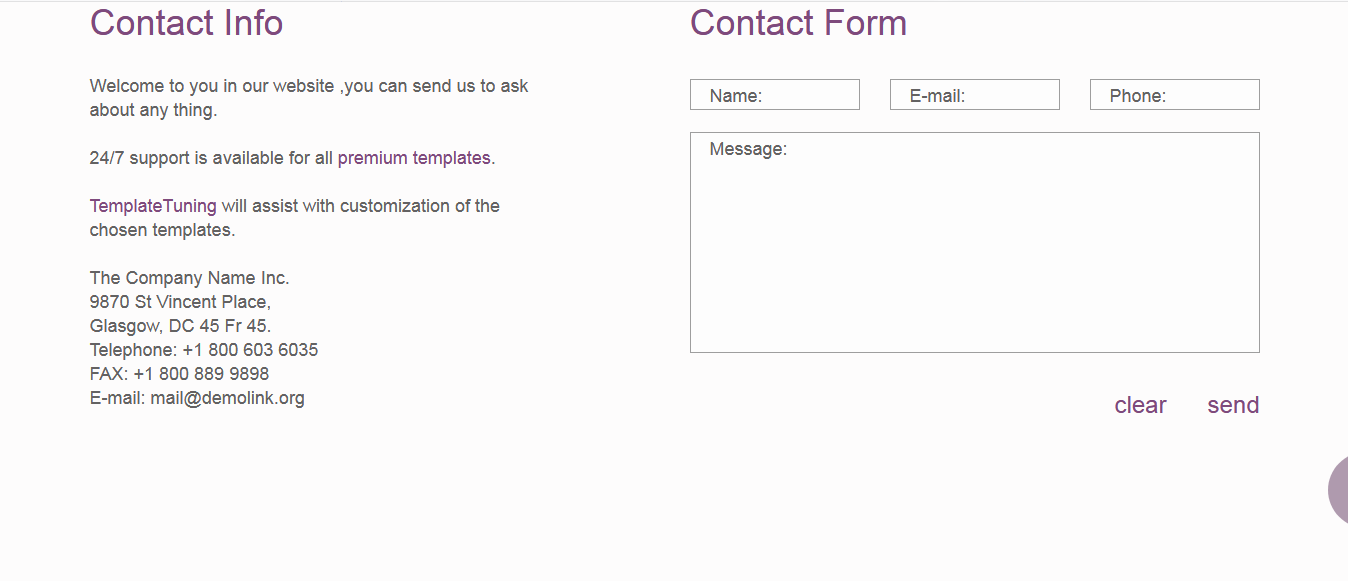 Contact Info
Welcome to you in our website ,you can send us to ask
about any thing.
24/7 support is available for all premium templates.
TemplateTuning will assist with customization of the
chosen templates.
The Company Name Inc.
9870 St Vincent Place,
Glasgow, DC 45 Fr 45.
Telephone: +1 800 603 6035
FAX: +1 800 889 9898
E-mail: mail@demolink.org
Contact Form
Name:
E-mail:
Phone:
Message:
clear
send